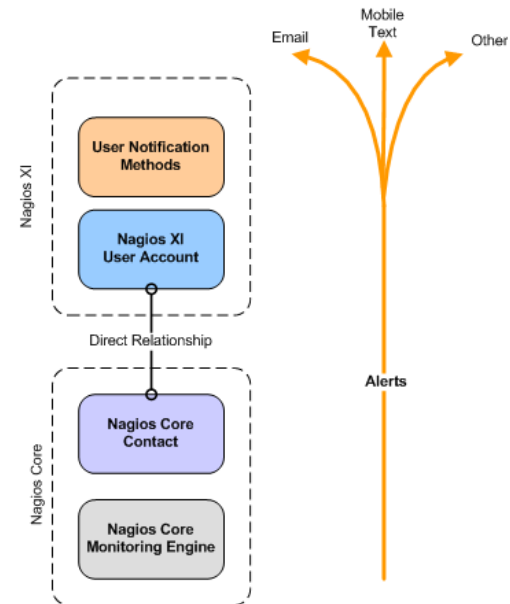 Email
Mobile
Text
Other
Nagios XI
User Notification
Methods
Nagios XI
User Account
Direct Relationship
Alerts
Nagios Core
Nagios Core
Contact
Nagios Core
Monitoring Engine